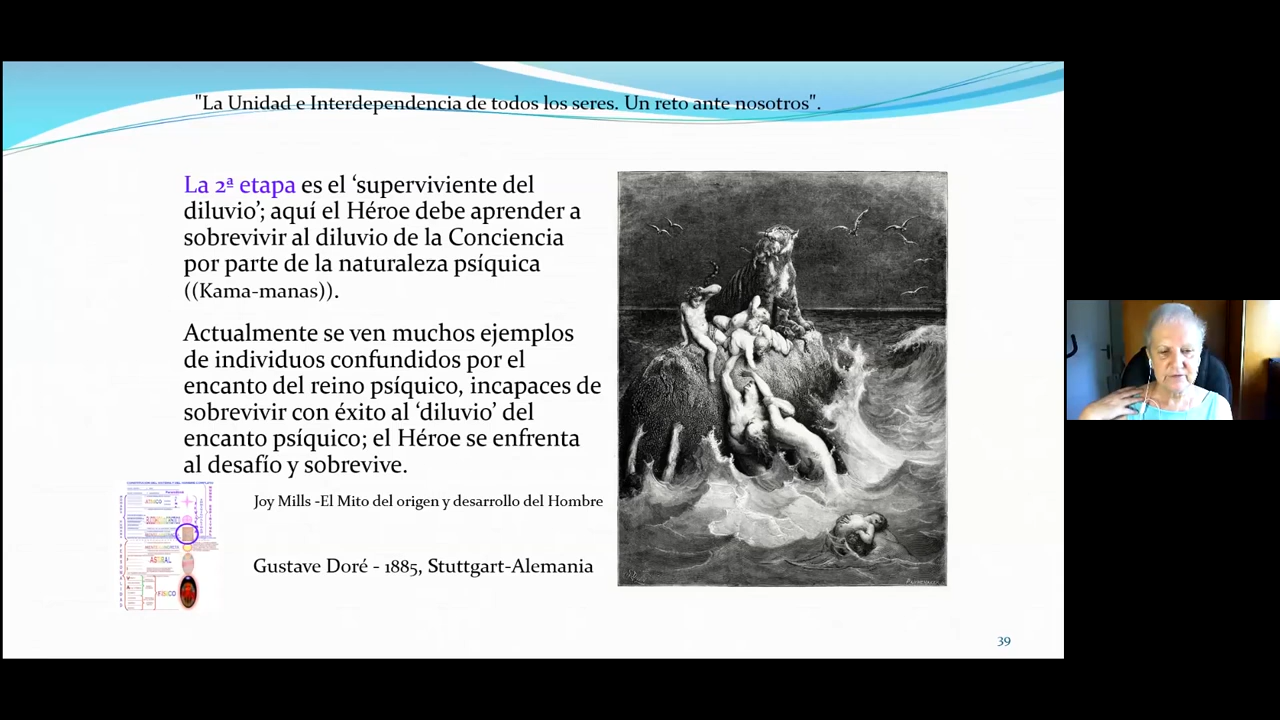 "La Unidad e Interdependencia de todos los seres. Un reto ante nosotros".
La 2ª etapa es el ‘superviviente del
diluvio’; aquí el Héroe debe aprender a
sobrevivir al diluvio de la Conciencia
por parte de la naturaleza psíquica
((Kama-manas)).
Actualmente se ven muchos ejemplos
de individuos confundidos por el
encanto del reino psíquico, incapaces de
sobrevivir con éxito al ‘diluvio’ del
encanto psíquico; el Héroe se enfrenta
al desafío y sobrevive.
Joy Mills -El Mito del origen y desarrollo del Hombre
Gustave Doré - 1885, Stuttgart-Alemania
ASTRAL
FÍSICO
39